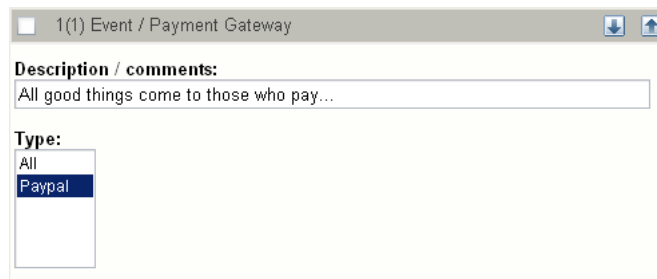 1(1) Event / Payment Gateway
Description / comments:
All good things come to those who pay...
Type:
All
Paypal